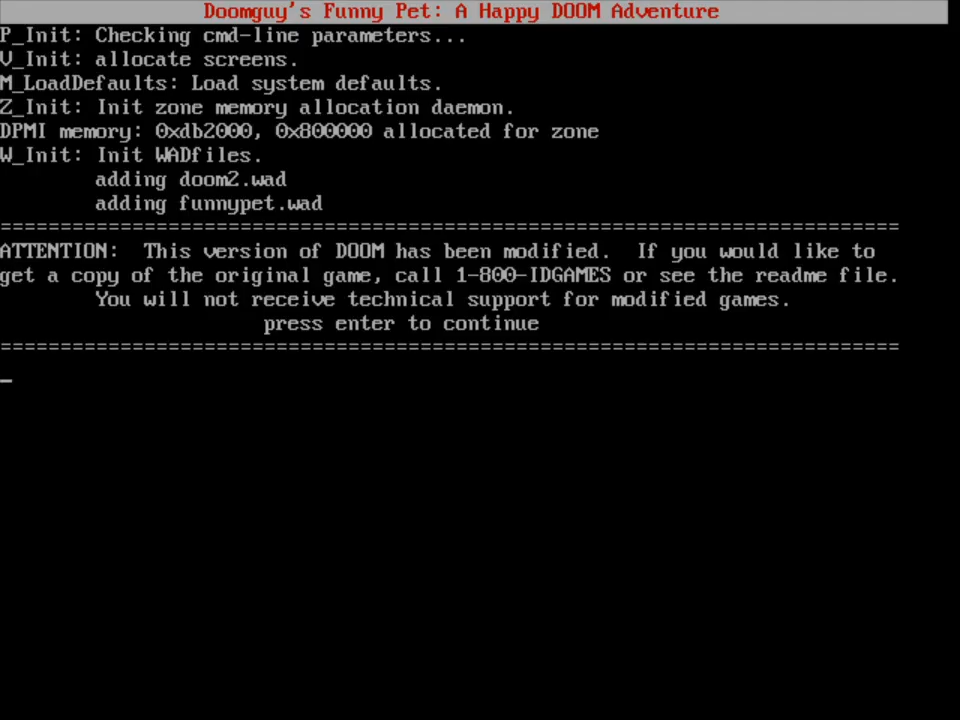 Doomguy's Funny Pet: A Happy DOOM Adventure
P_Init: Checking cmd-line parameters...
V_Init: allocate screens.
M_LoadDefaults: Load system defaults.
Z_Init: Init zone memory allocation daemon.
DPMI memory: 0xdb2000, 0x800000 allocated for zone
W_Init: Init WADfiles.
adding doom2.wad
adding funnypet.wad
===========================================================================
ATTENTION:  This version of DOOM has been modified.  If you would like to
get a copy of the original game, call 1-800-IDGAMES or see the readme file.
You will not receive technical support for modified games.
press enter to continue
===========================================================================
_